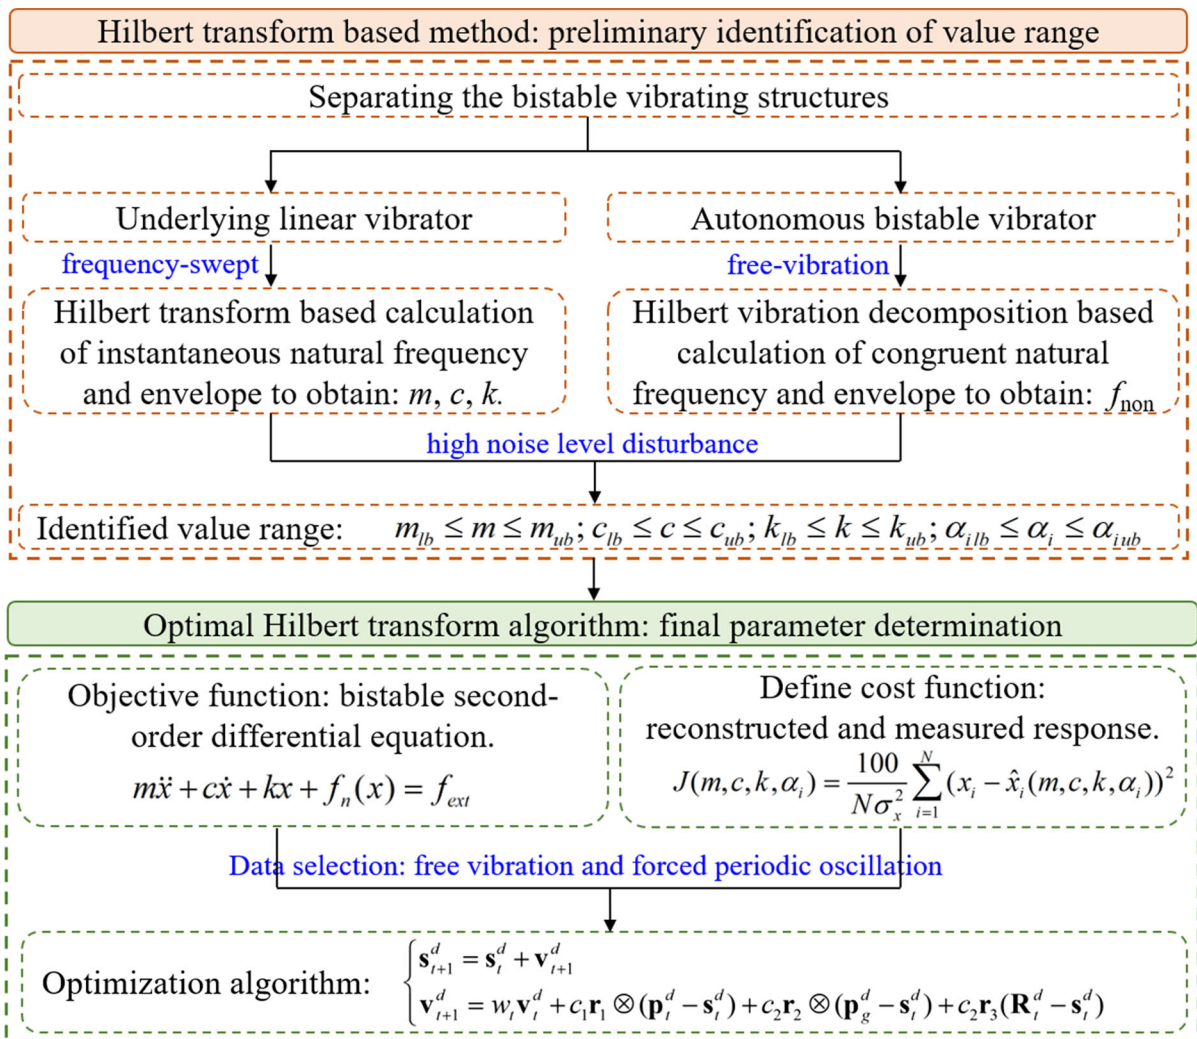 Hilbert transform based method: preliminary identification of value range
Separating the bistable vibrating structures
Underlying linear vibrator
Autonomous bistable vibrator
frequency-swept
free-vibration
Hilbert transform based calculation
of instantaneous natural frequency
and envelope to obtain: m, c, k.
Hilbert vibration decomposition based
calculation of congruent natural
frequency and envelope to obtain: f_non
high noise level disturbance
Identified value range: m_lb ≤ m ≤ m_ub; c_lb ≤ c ≤ c_ub; k_lb ≤ k ≤ k_ub; α_i lb ≤ α_i ≤ α_i ub
Optimal Hilbert transform algorithm: final parameter determination
Objective function: bistable second-
order differential equation.
mẍ + cẋ + kx + f_n(x) = f_ext
Define cost function:
reconstructed and measured response.
J(m,c,k,α_i) = 100/(Nσ_x^2) ∑_{i=1}^{N} (x_i − x̂_i(m,c,k,α_i))^2
Data selection: free vibration and forced periodic oscillation
Optimization algorithm:
{ s_{t+1}^d = s_t^d + v_{t+1}^d
v_{t+1}^d = w_t v_t^d + c_1 r_1 ⊗ (p_t^d − s_t^d) + c_2 r_2 ⊗ (p_g^d − s_t^d) + c_2 r_3 (R_t^d − s_t^d)